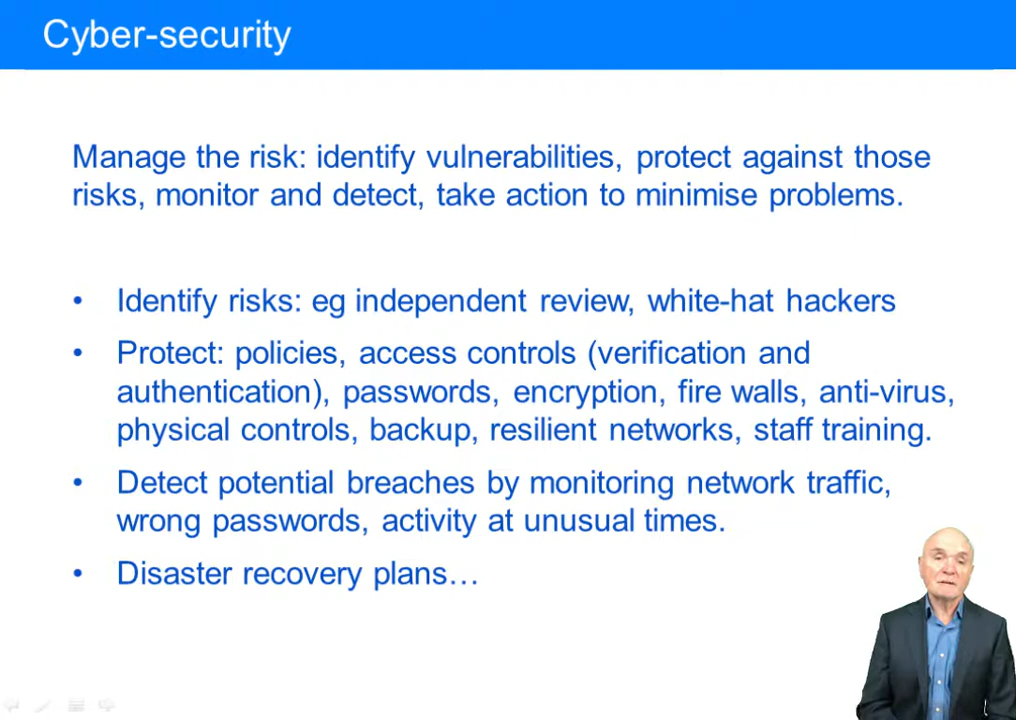 Cyber-security
Manage the risk: identify vulnerabilities, protect against those
risks, monitor and detect, take action to minimise problems.
• Identify risks: eg independent review, white-hat hackers
• Protect: policies, access controls (verification and
authentication), passwords, encryption, fire walls, anti-virus,
physical controls, backup, resilient networks, staff training.
• Detect potential breaches by monitoring network traffic,
wrong passwords, activity at unusual times.
• Disaster recovery plans…